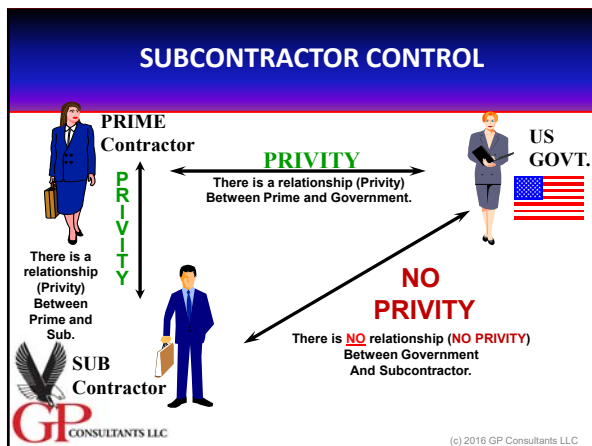 SUBCONTRACTOR CONTROL
PRIME
Contractor
PRIVITY
There is a relationship (Privity)
Between Prime and Government.
US
GOVT.
PRIVITY
There is a
relationship
(Privity)
Between
Prime and
Sub.
NO
PRIVITY
There is NO relationship (NO PRIVITY)
Between Government
And Subcontractor.
SUB
Contractor
GP CONSULTANTS LLC
(c) 2016 GP Consultants LLC